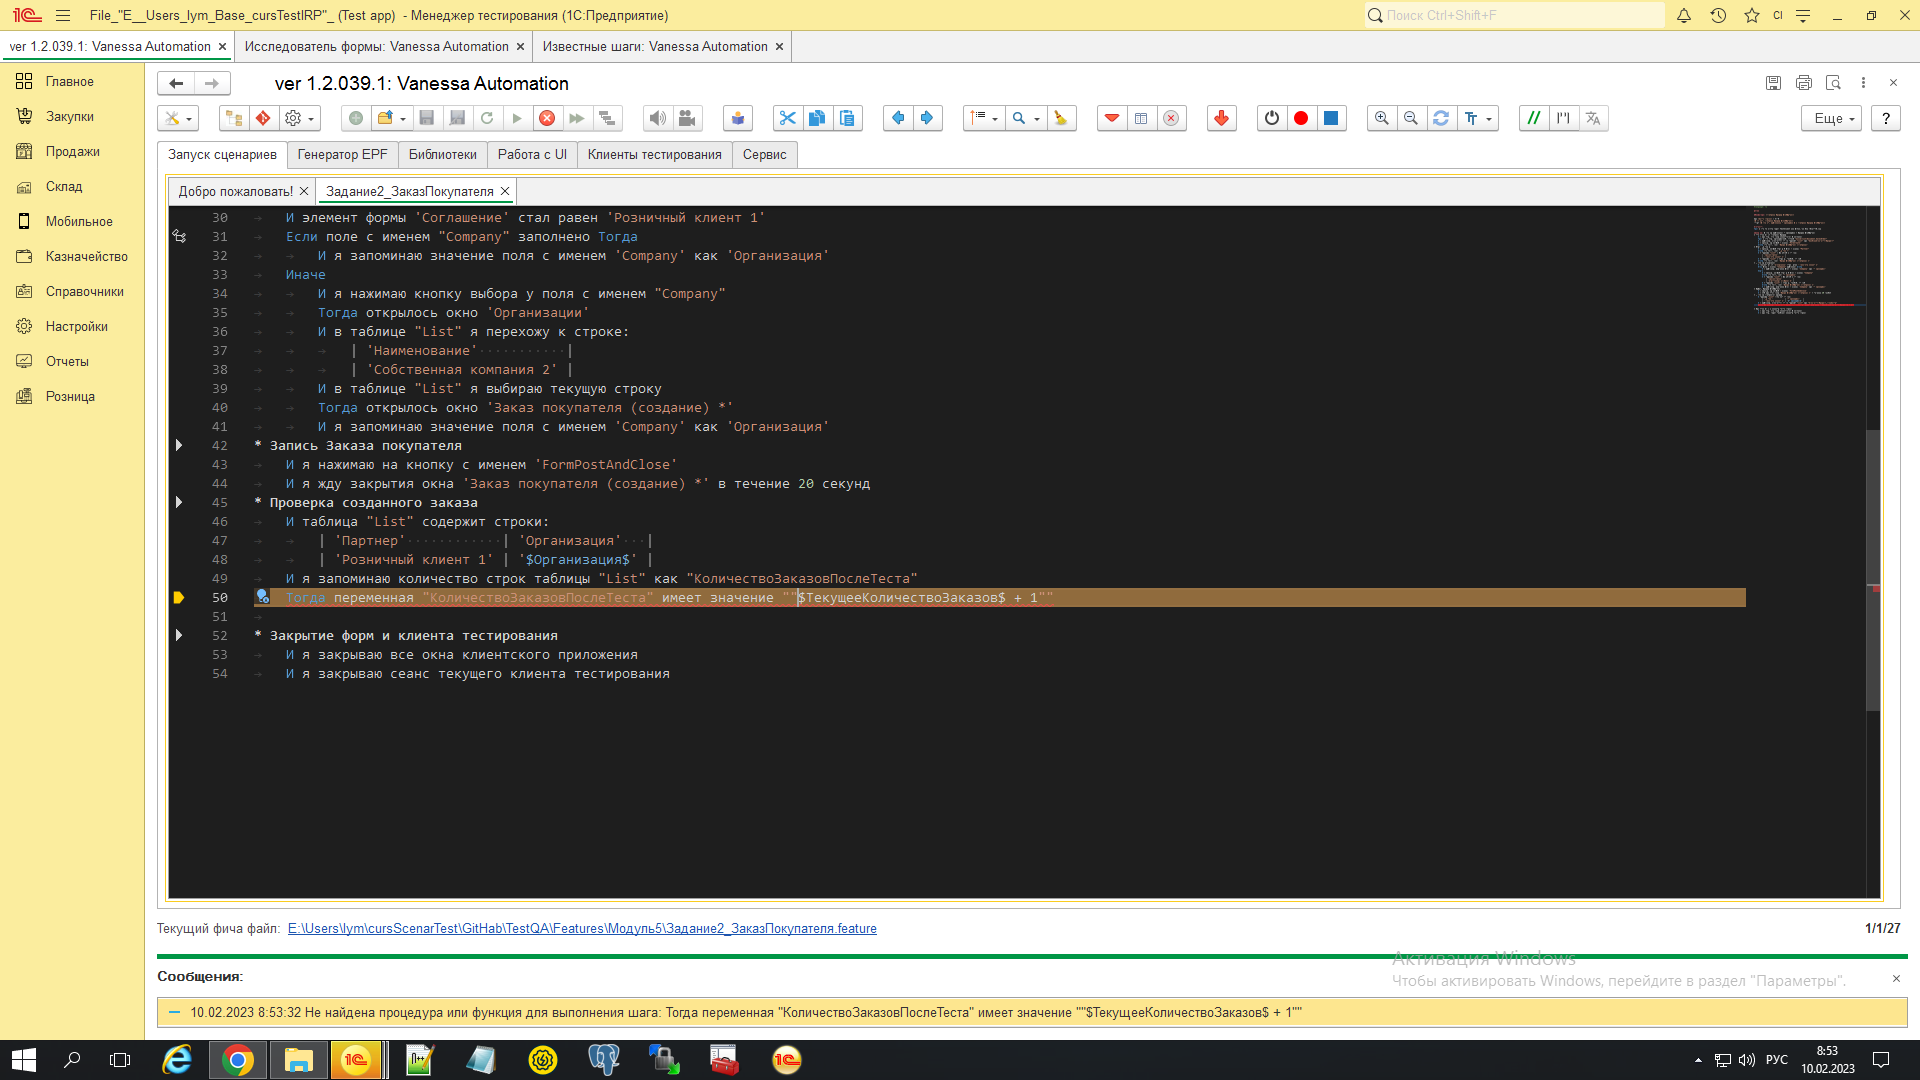 File_"E__Users_lym_Base_cursTestIRP"_ (Test app) - Менеджер тестирования (1С:Предприятие)
Поиск Ctrl+Shift+F
CI
ver 1.2.039.1: Vanessa Automation
Исследователь формы: Vanessa Automation
Известные шаги: Vanessa Automation
Главное
Закупки
Продажи
Склад
Мобильное
Казначейство
Справочники
Настройки
Отчеты
Розница
ver 1.2.039.1: Vanessa Automation
Еще
?
Запуск сценариев
Генератор EPF
Библиотеки
Работа с UI
Клиенты тестирования
Сервис
Добро пожаловать!
Задание2_ЗаказПокупателя
30 И элемент формы 'Соглашение' стал равен 'Розничный клиент 1'
31 Если поле с именем "Company" заполнено Тогда
32 И я запоминаю значение поля с именем 'Company' как 'Организация'
33 Иначе
34 И я нажимаю кнопку выбора у поля с именем "Company"
35 Тогда открылось окно 'Организации'
36 И в таблице "List" я перехожу к строке:
37 | 'Наименование' |
38 | 'Собственная компания 2' |
39 И в таблице "List" я выбираю текущую строку
40 Тогда открылось окно 'Заказ покупателя (создание) *'
41 И я запоминаю значение поля с именем 'Company' как 'Организация'
42 * Запись Заказа покупателя
43 И я нажимаю на кнопку с именем 'FormPostAndClose'
44 И я жду закрытия окна 'Заказ покупателя (создание) *' в течение 20 секунд
45 * Проверка созданного заказа
46 И таблица "List" содержит строки:
47 | 'Партнер' | 'Организация' |
48 | 'Розничный клиент 1' | '$Организация$' |
49 И я запоминаю количество строк таблицы "List" как "КоличествоЗаказовПослеТеста"
50 Тогда переменная "КоличествоЗаказовПослеТеста" имеет значение ""$ТекущееКоличествоЗаказов$ + 1""
51
52 * Закрытие форм и клиента тестирования
53 И я закрываю все окна клиентского приложения
54 И я закрываю сеанс текущего клиента тестирования
Текущий фича файл: E:\Users\lym\cursScenarTest\GitHab\TestQA\Features\Модуль5\Задание2_ЗаказПокупателя.feature
1/1/27
Активация Windows
Чтобы активировать Windows, перейдите в раздел "Параметры".
Сообщения:
10.02.2023 8:53:32 Не найдена процедура или функция для выполнения шага: Тогда переменная "КоличествоЗаказовПослеТеста" имеет значение ""$ТекущееКоличествоЗаказов$ + 1""
РУС
8:53
10.02.2023